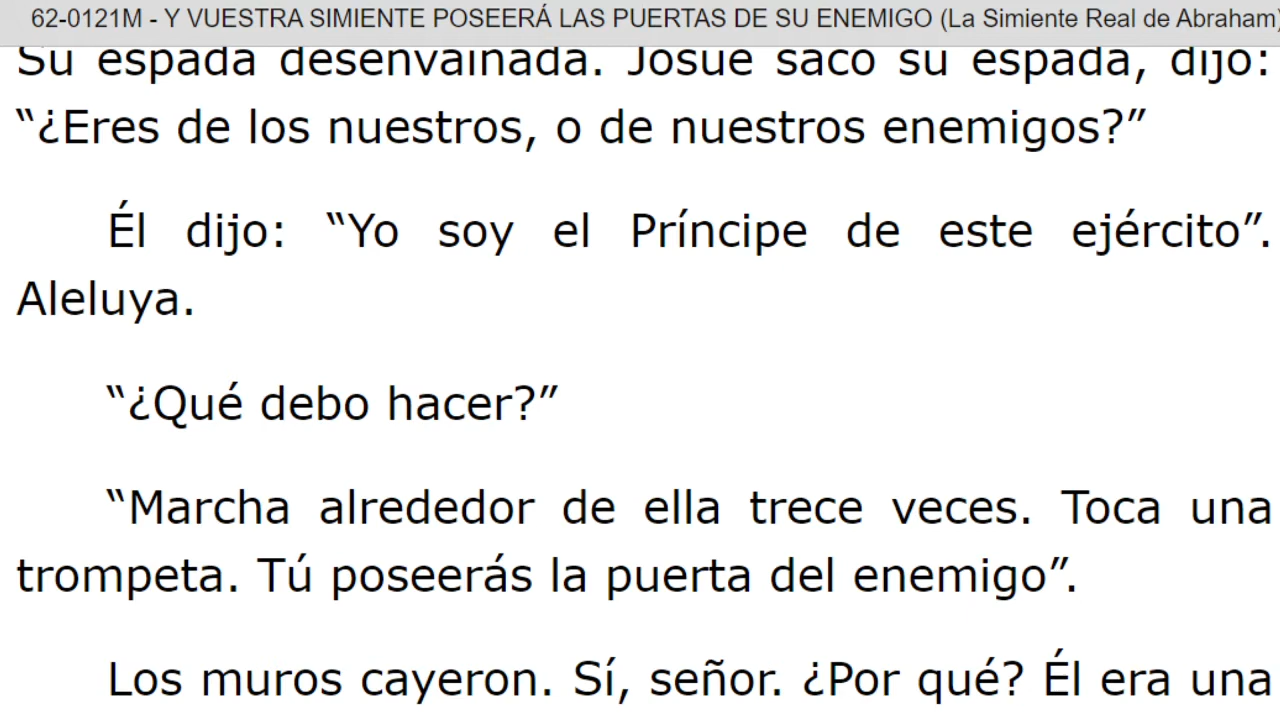 62-0121M - Y VUESTRA SIMIENTE POSEERÁ LAS PUERTAS DE SU ENEMIGO (La Simiente Real de Abraham)
Su espada desenvainada. Josué sacó su espada, dijo:
“¿Eres de los nuestros, o de nuestros enemigos?”
Él dijo: “Yo soy el Príncipe de este ejército”.
Aleluya.
“¿Qué debo hacer?”
“Marcha alrededor de ella trece veces. Toca una
trompeta. Tú poseerás la puerta del enemigo”.
Los muros cayeron. Sí, señor. ¿Por qué? Él era una